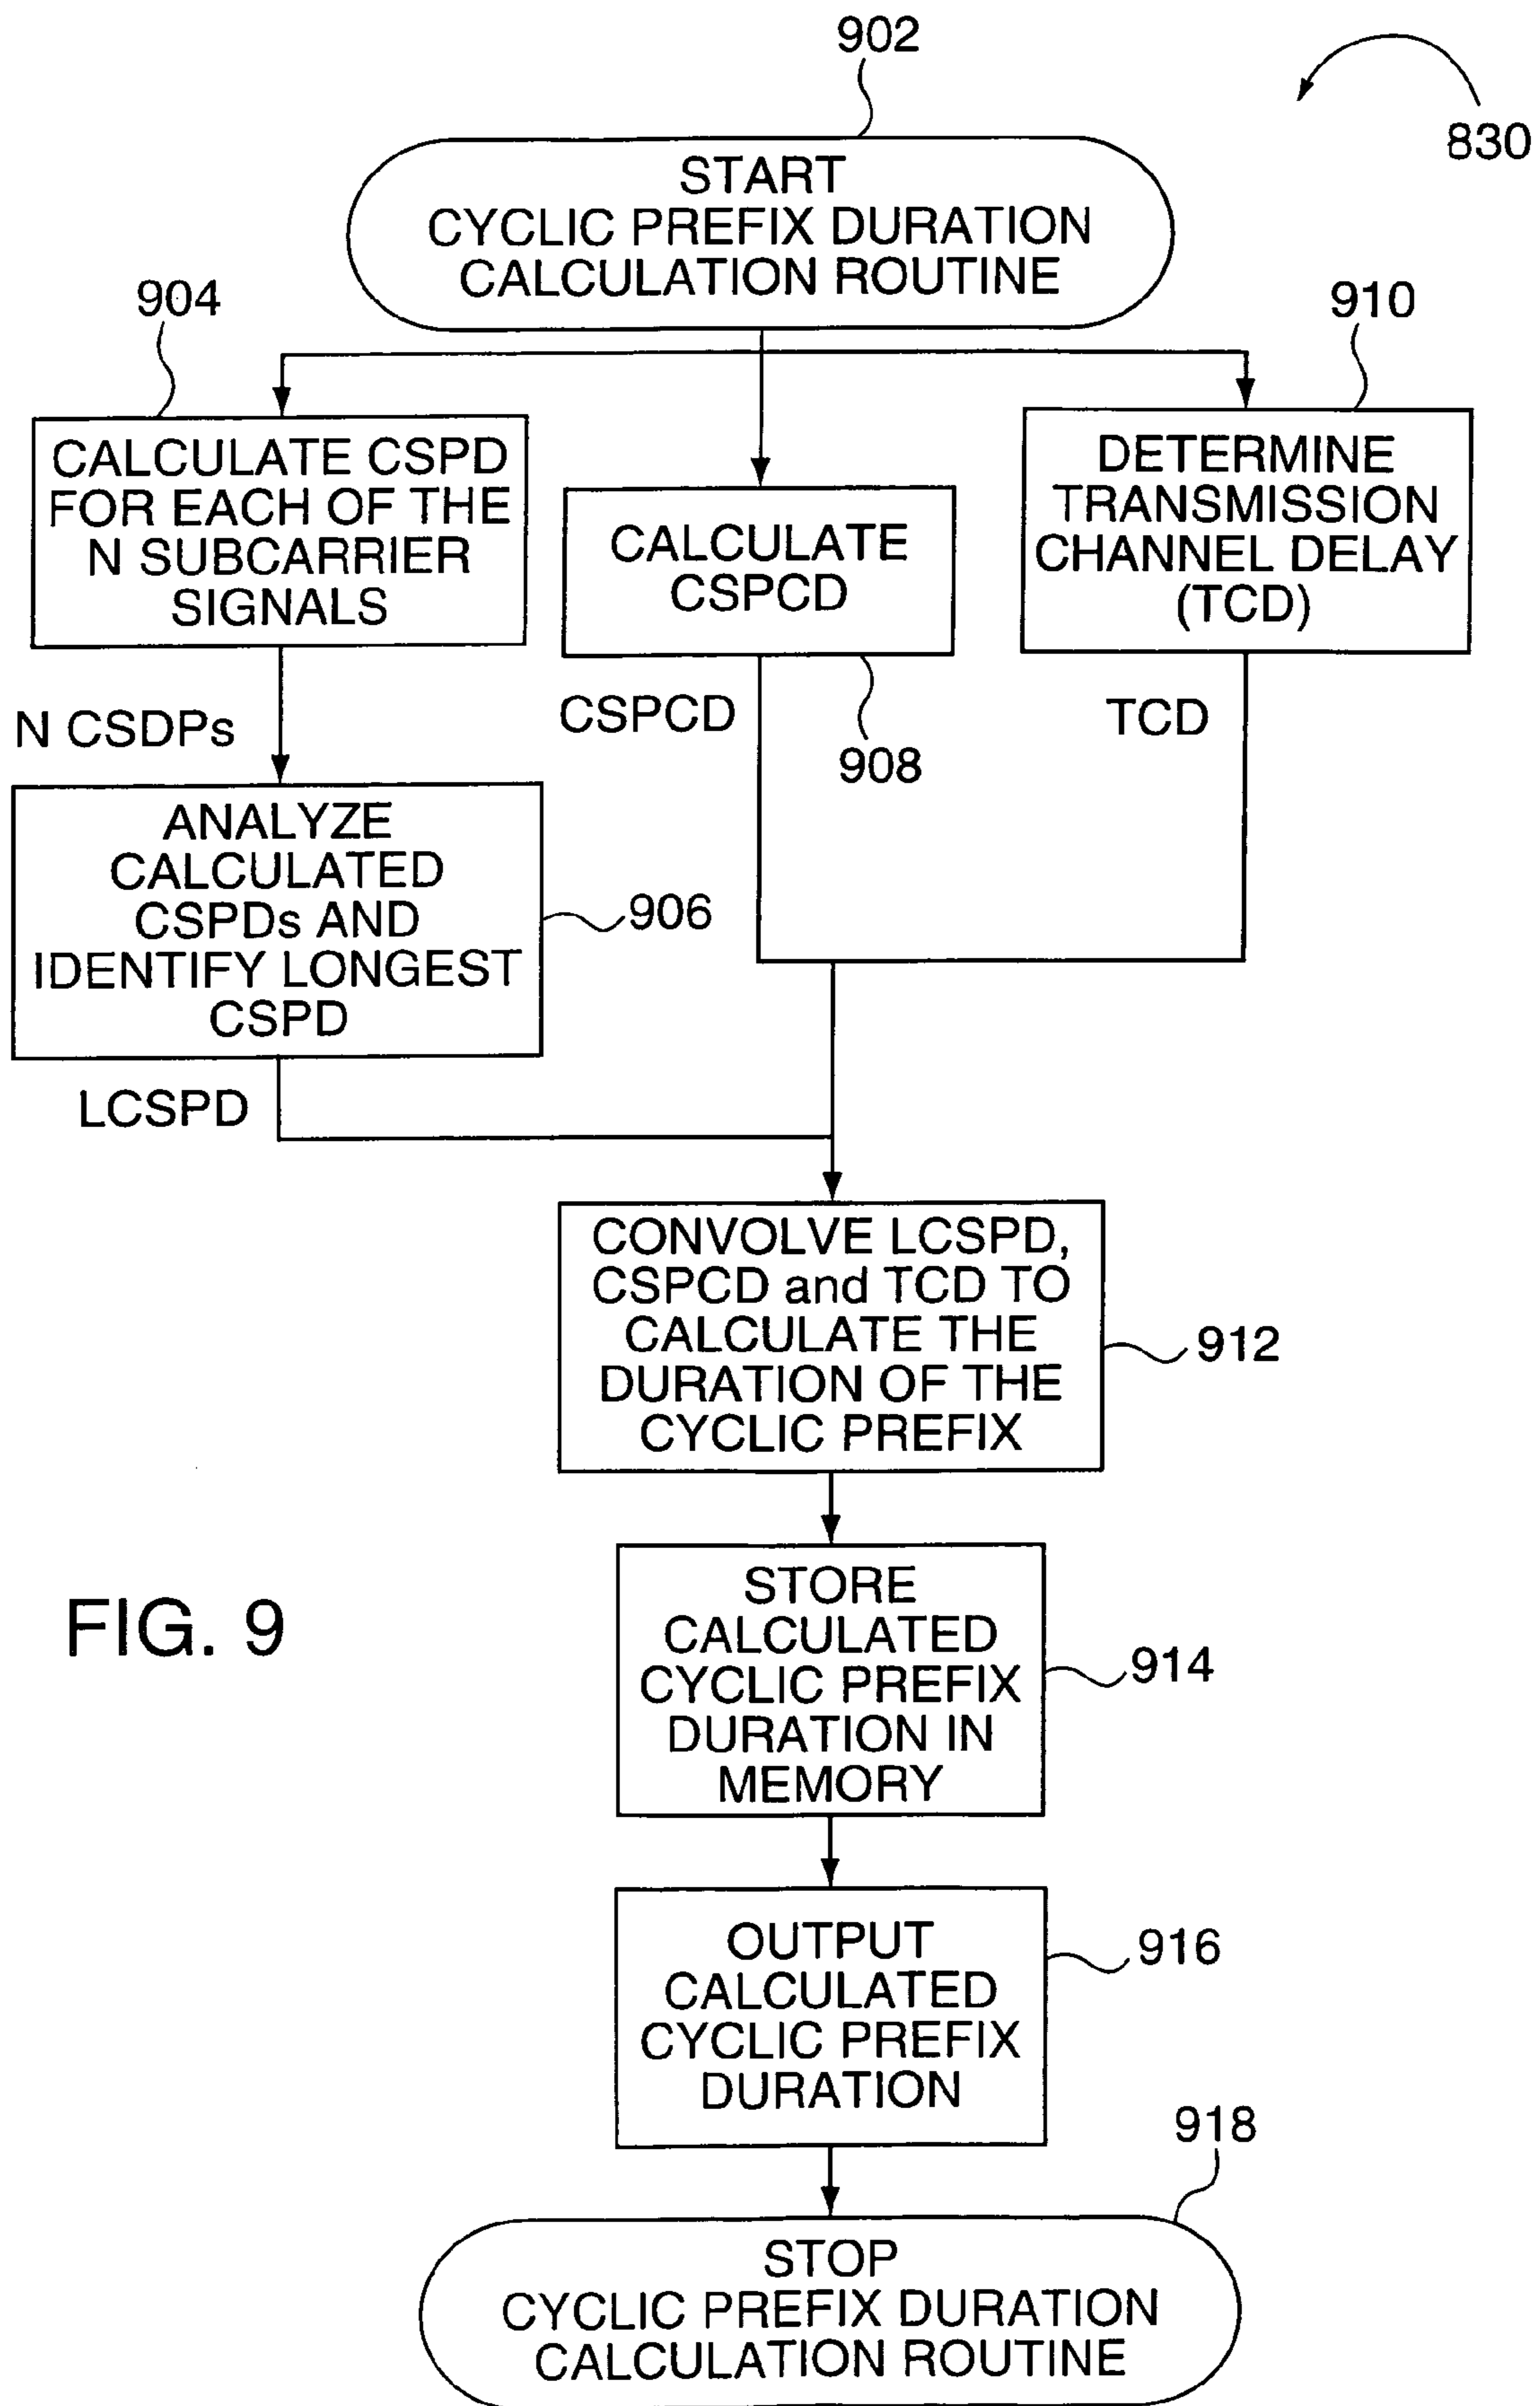 902
830
START
CYCLIC PREFIX DURATION
CALCULATION ROUTINE
904
910
CALCULATE CSPD
FOR EACH OF THE
N SUBCARRIER
SIGNALS
CALCULATE
CSPCD
DETERMINE
TRANSMISSION
CHANNEL DELAY
(TCD)
N CSDPs
CSPCD
908
TCD
ANALYZE
CALCULATED
CSPDs AND
IDENTIFY LONGEST
CSPD
906
LCSPD
CONVOLVE LCSPD,
CSPCD and TCD TO
CALCULATE THE
DURATION OF THE
CYCLIC PREFIX
912
FIG. 9
STORE
CALCULATED
CYCLIC PREFIX
DURATION IN
MEMORY
914
OUTPUT
CALCULATED
CYCLIC PREFIX
DURATION
916
918
STOP
CYCLIC PREFIX DURATION
CALCULATION ROUTINE